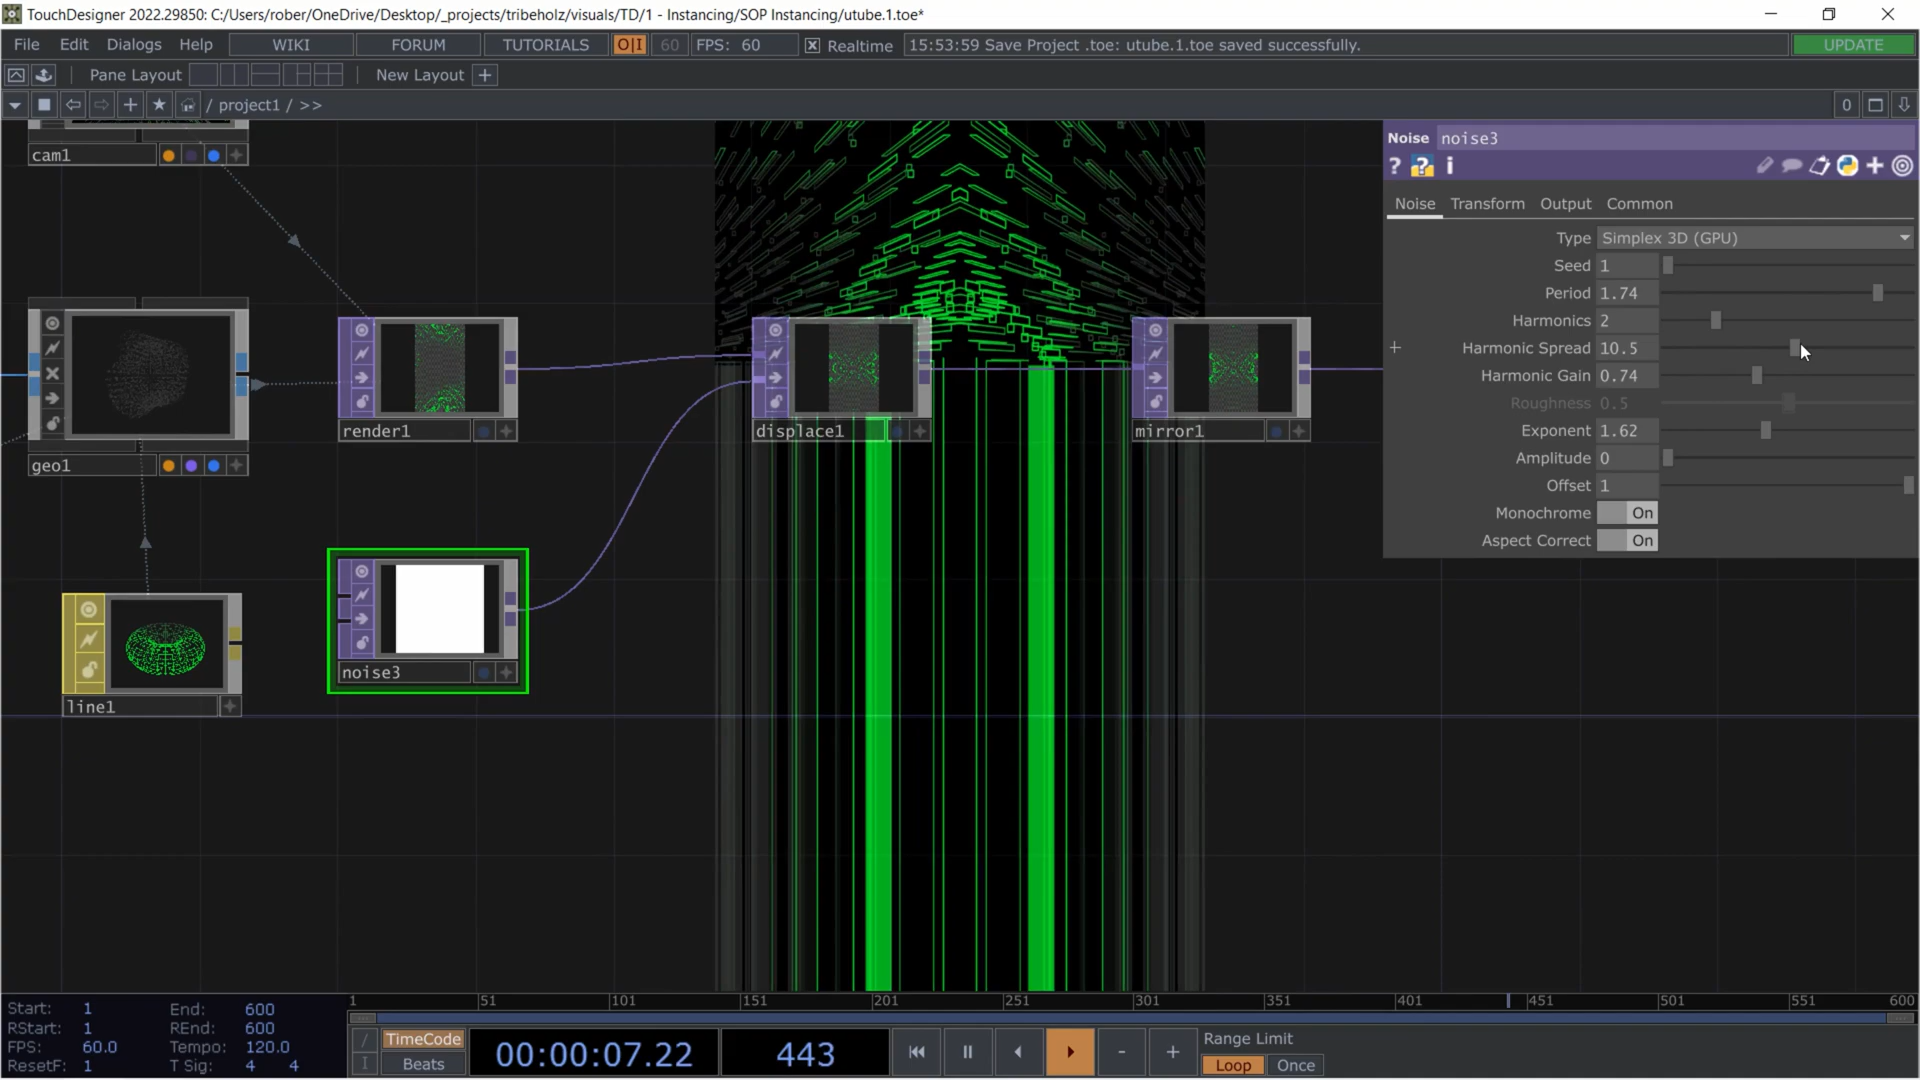 TouchDesigner 2022.29850: C:/Users/rober/OneDrive/Desktop/_projects/tribeholz/visuals/TD/1 - Instancing/SOP Instancing/utube.1.toe*
File Edit Dialogs Help WIKI FORUM TUTORIALS O|I 60 FPS: 60 Realtime 15:53:59 Save Project .toe: utube.1.toe saved successfully. UPDATE
Pane Layout New Layout +
/ project1 / >> 0
cam1
Noise noise3
Noise Transform Output Common
Type Simplex 3D (GPU)
Seed 1
Period 1.74
Harmonics 2
Harmonic Spread 10.5
Harmonic Gain 0.74
Roughness 0.5
Exponent 1.62
Amplitude 0
Offset 1
Monochrome On
Aspect Correct On
render1
displace1
mirror1
geo1
noise3
line1
1 51 101 151 201 251 301 351 401 451 501 551 600
Start: 1 End: 600
RStart: 1 REnd: 600
FPS: 60.0 Tempo: 120.0
ResetF: 1 T Sig: 4 4
TimeCode
Beats
00:00:07.22
443
Range Limit
Loop Once